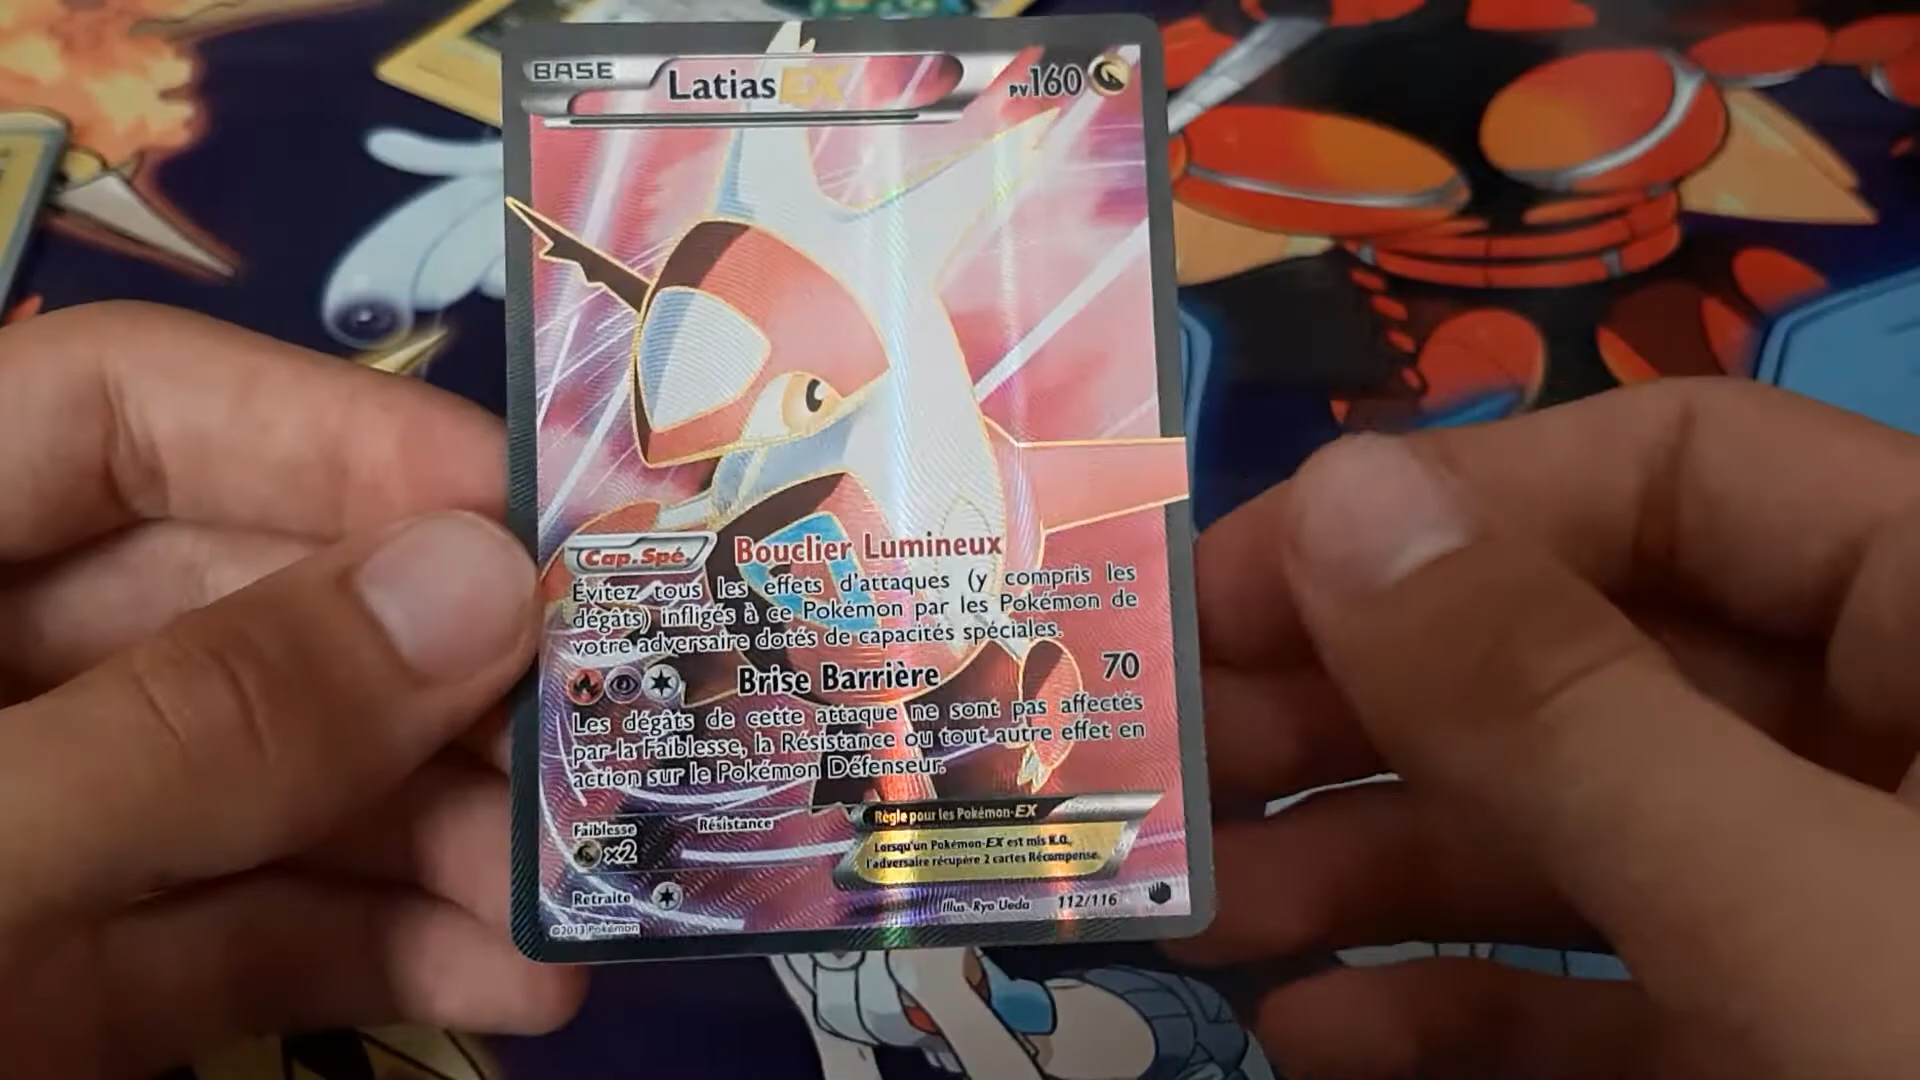 BASE
Latias EX
PV160
Cap.Spé. Bouclier Lumineux
Évitez tous les effets d'attaques (y compris les
dégâts) infligés à ce Pokémon par les Pokémon de
votre adversaire dotés de capacités spéciales.
Brise Barrière 70
Les dégâts de cette attaque ne sont pas affectés
par la Faiblesse, la Résistance ou tout autre effet en
action sur le Pokémon Défenseur.
Faiblesse Résistance
x2
Règle pour les Pokémon-EX
Lorsqu'un Pokémon-EX est mis K.O.,
l'adversaire récupère 2 cartes Récompense.
Retraite
Illus. Ryo Ueda 112/116
©2013 Pokémon